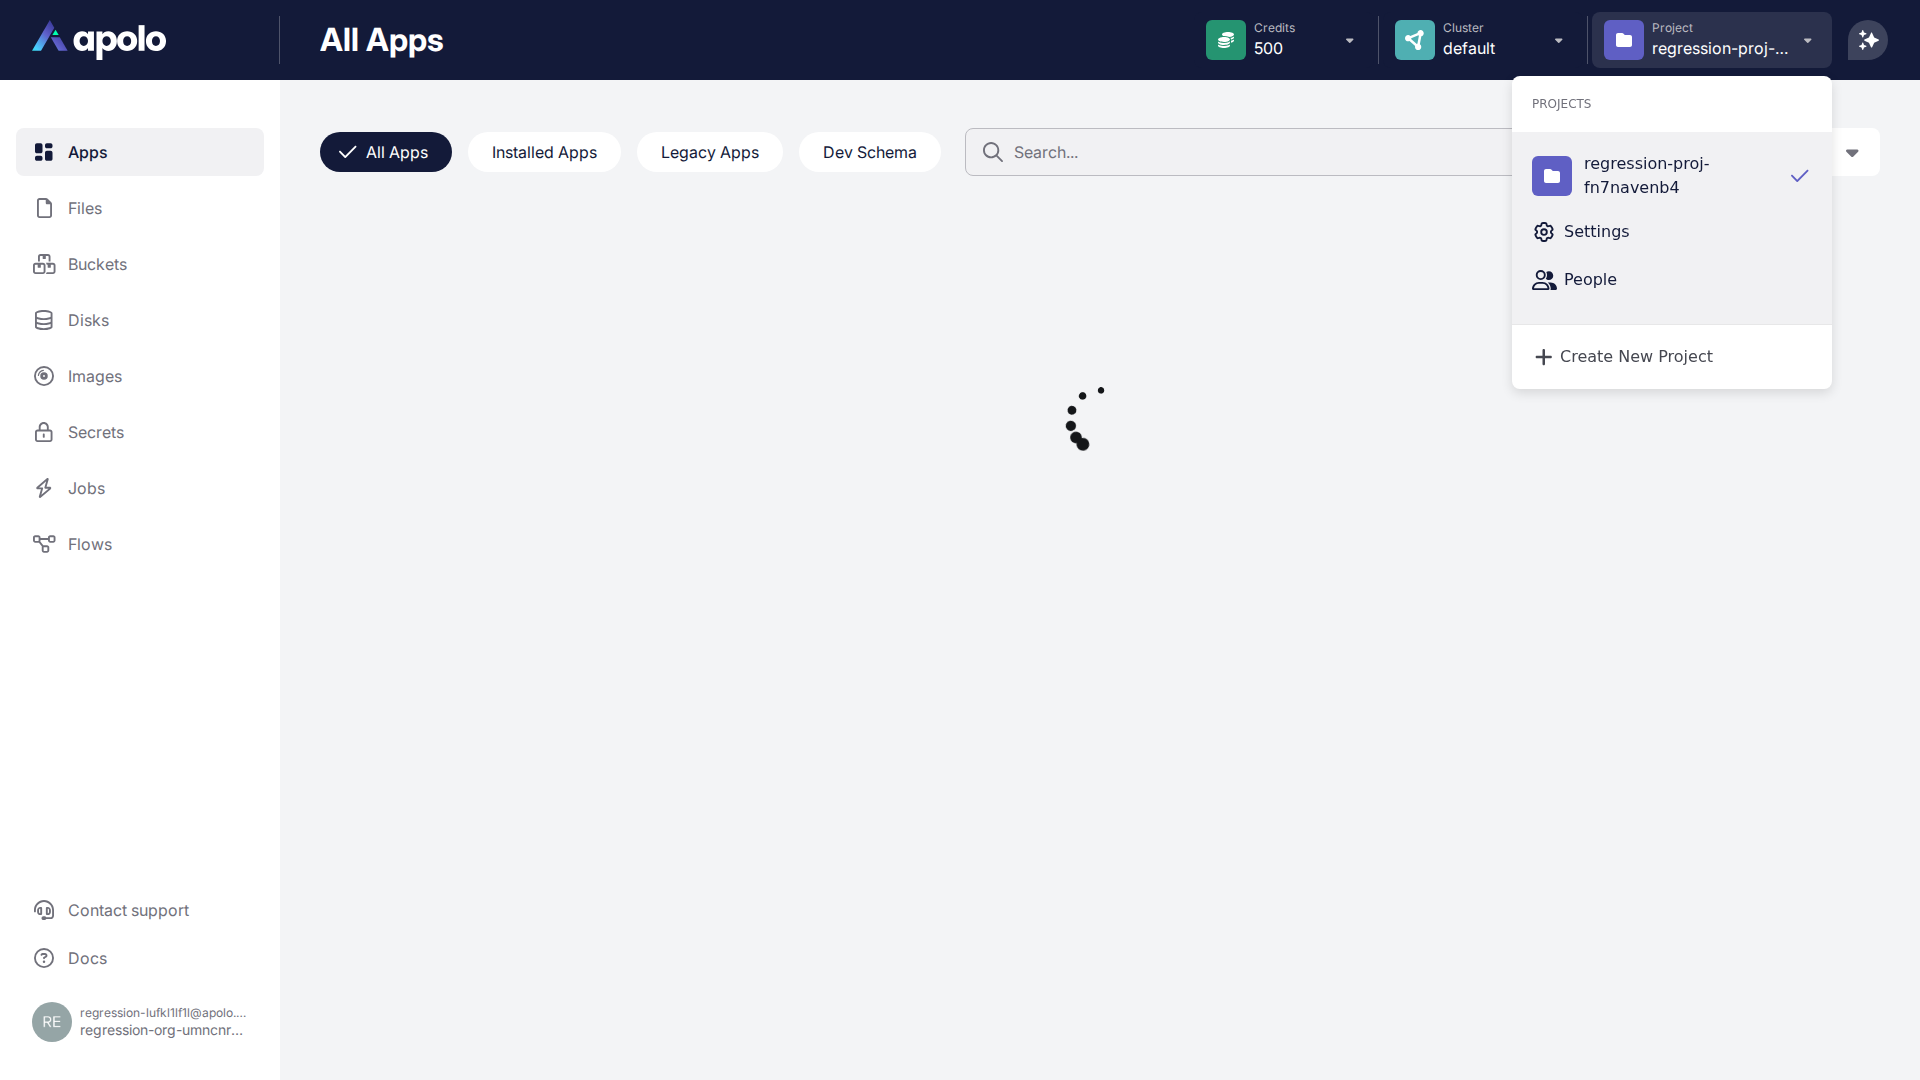 apolo
All Apps
Credits
500
Cluster
default
Project
regression-proj-...
PROJECTS
regression-proj-
fn7navenb4
Settings
People
Create New Project
All Apps
Installed Apps
Legacy Apps
Dev Schema
Search...
Apps
Files
Buckets
Disks
Images
Secrets
Jobs
Flows
Contact support
Docs
RE
regression-lufkl1lf1l@apolo....
regression-org-umncnr...